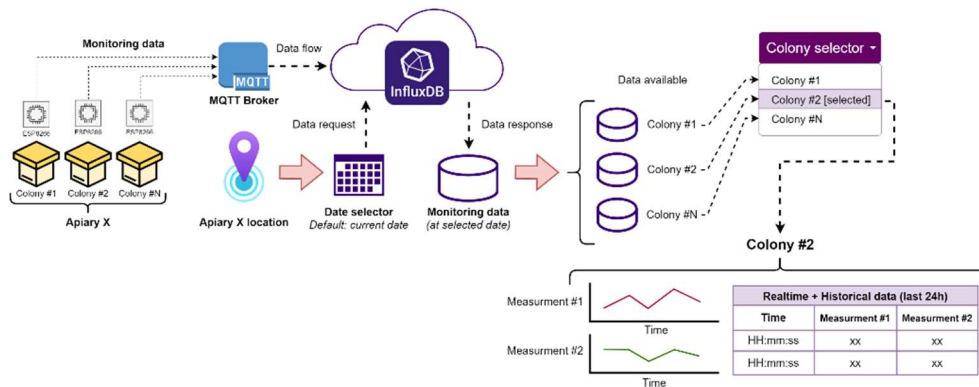 Monitoring data
Data flow
MQTT
MQTT Broker
InfluxDB
ESP8266
ESP8266
ESP8266
Colony #1
Colony #2
Colony #N
Apiary X
Data request
Data response
Apiary X location
Date selector
Default: current date
Monitoring data
(at selected date)
Data available
Colony #1
Colony #2
Colony #N
Colony selector
Colony #1
Colony #2 [selected]
Colony #N
Colony #2
Measurment #1
Time
Measurment #2
Time
Realtime + Historical data (last 24h)
Time Measurment #1 Measurment #2
HH:mm:ss xx xx
HH:mm:ss xx xx